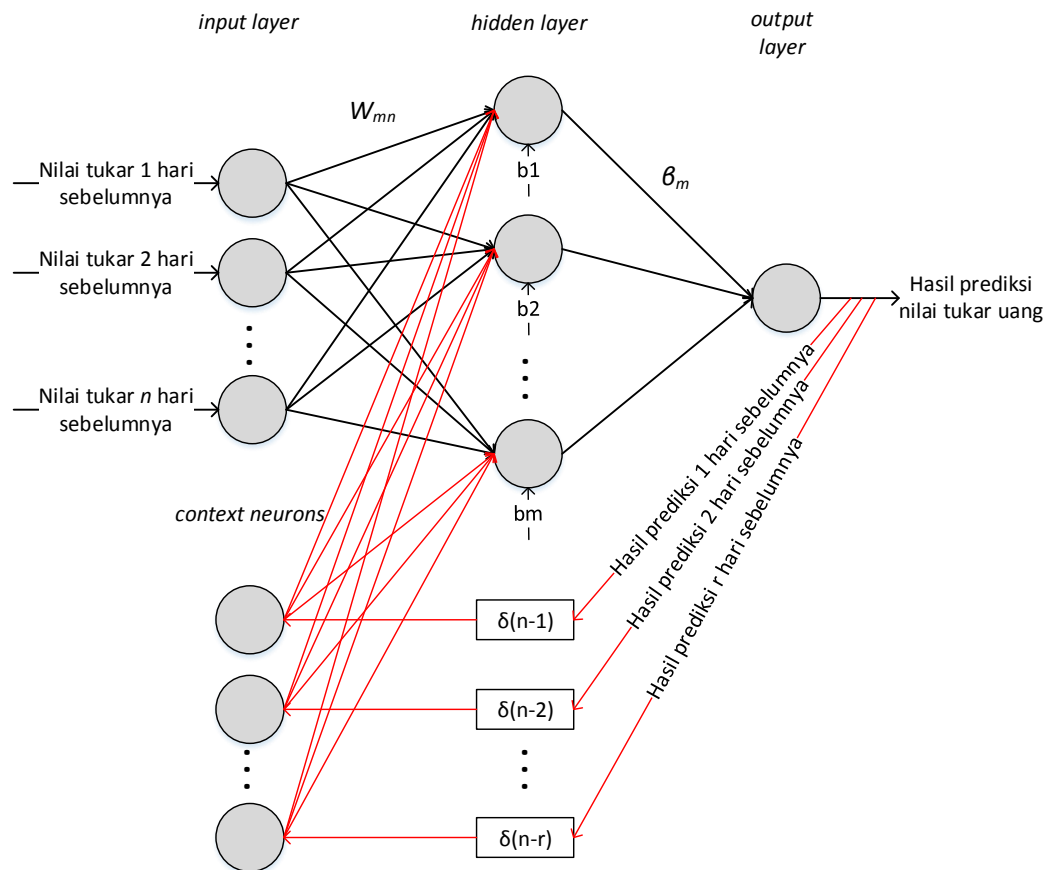 input layer
hidden layer
output
layer
Wmn
Nilai tukar 1 hari
sebelumnya
b1
βm
Nilai tukar 2 hari
sebelumnya
b2
Hasil prediksi
nilai tukar uang
Nilai tukar n hari
sebelumnya
bm
context neurons
Hasil prediksi 1 hari sebelumnya
Hasil prediksi 2 hari sebelumnya
Hasil prediksi r hari sebelumnya
δ(n-1)
δ(n-2)
δ(n-r)